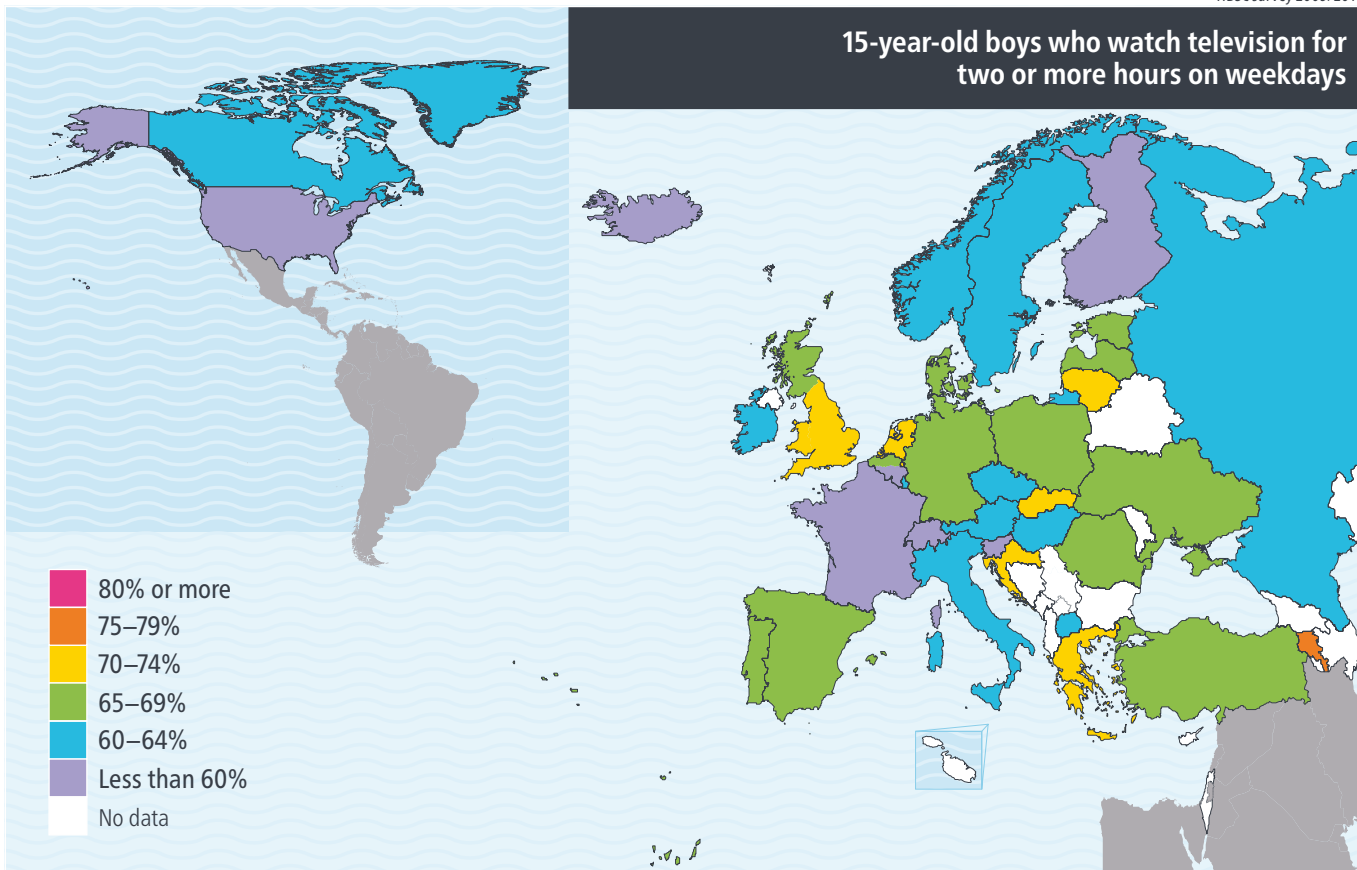 15-year-old boys who watch television for
two or more hours on weekdays
80% or more
75–79%
70–74%
65–69%
60–64%
Less than 60%
No data